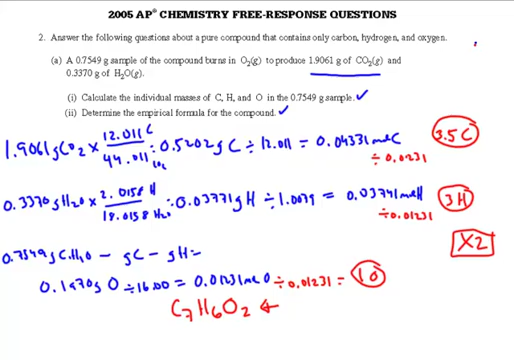 2005 AP® CHEMISTRY FREE-RESPONSE QUESTIONS
2. Answer the following questions about a pure compound that contains only carbon, hydrogen, and oxygen.
(a) A 0.7549 g sample of the compound burns in O₂(g) to produce 1.9061 g of CO₂(g) and
0.3370 g of H₂O(g).
(i) Calculate the individual masses of C, H, and O in the 0.7549 g sample. ✓
(ii) Determine the empirical formula for the compound. ✓
1.9061 g CO₂ × 12.011 C / 44.011 CO₂ = 0.5202 g C ÷ 12.011 = 0.04331 mol C ÷ 0.0231 3.5 C
0.3370 g H₂O × 2.0158 H / 18.0158 H₂O = 0.03771 g H ÷ 1.0079 = 0.03741 mol H ÷ 0.01231 3 H
X2
0.7549 g CxHyO - g C - g H =
0.1970 g O ÷ 16.00 = 0.01231 mol O ÷ 0.01231 = 1 O
C₇H₆O₂ ←